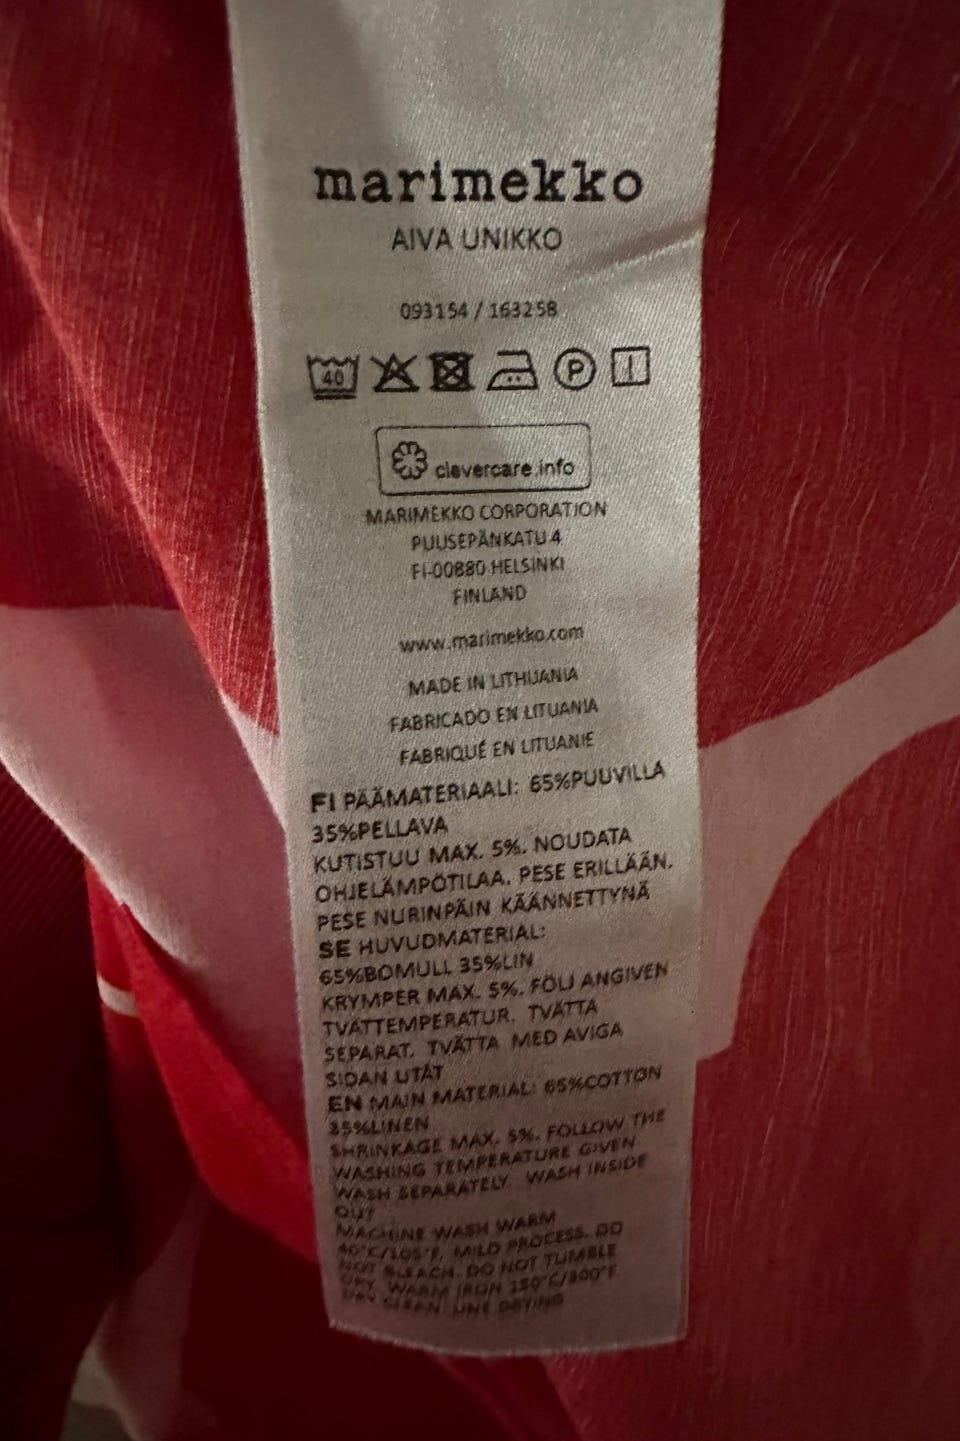 marimekko
AIVA UNIKKO
093154 / 163258
40 P
clevercare.info
MARIMEKKO CORPORATION
PUUSEPÄNKATU 4
FI-00880 HELSINKI
FINLAND
www.marimekko.com
MADE IN LITHUANIA
FABRICADO EN LITUANIA
FABRIQUÉ EN LITUANIE
FI PÄÄMATERIAALI: 65%PUUVILLA
35%PELLAVA
KUTISTUU MAX. 5%. NOUDATA
OHJELÄMPÖTILAA. PESE ERILLÄÄN.
PESE NURINPÄIN KÄÄNNETTYNÄ
SE HUVUDMATERIAL:
65%BOMULL 35%LIN
KRYMPER MAX. 5%. FÖLJ ANGIVEN
TVÄTTEMPERATUR. TVÄTTA
SEPARAT. TVÄTTA MED AVIGA
SIDAN UTÅT
EN MAIN MATERIAL: 65%COTTON
35%LINEN
SHRINKAGE MAX. 5%. FOLLOW THE
WASHING TEMPERATURE GIVEN
WASH SEPARATELY. WASH INSIDE
OUT
MACHINE WASH WARM
40°C/105°F, MILD PROCESS. DO
NOT BLEACH. DO NOT TUMBLE
DRY. WARM IRON 150°C/300°F
DRY CLEAN. LINE DRYING